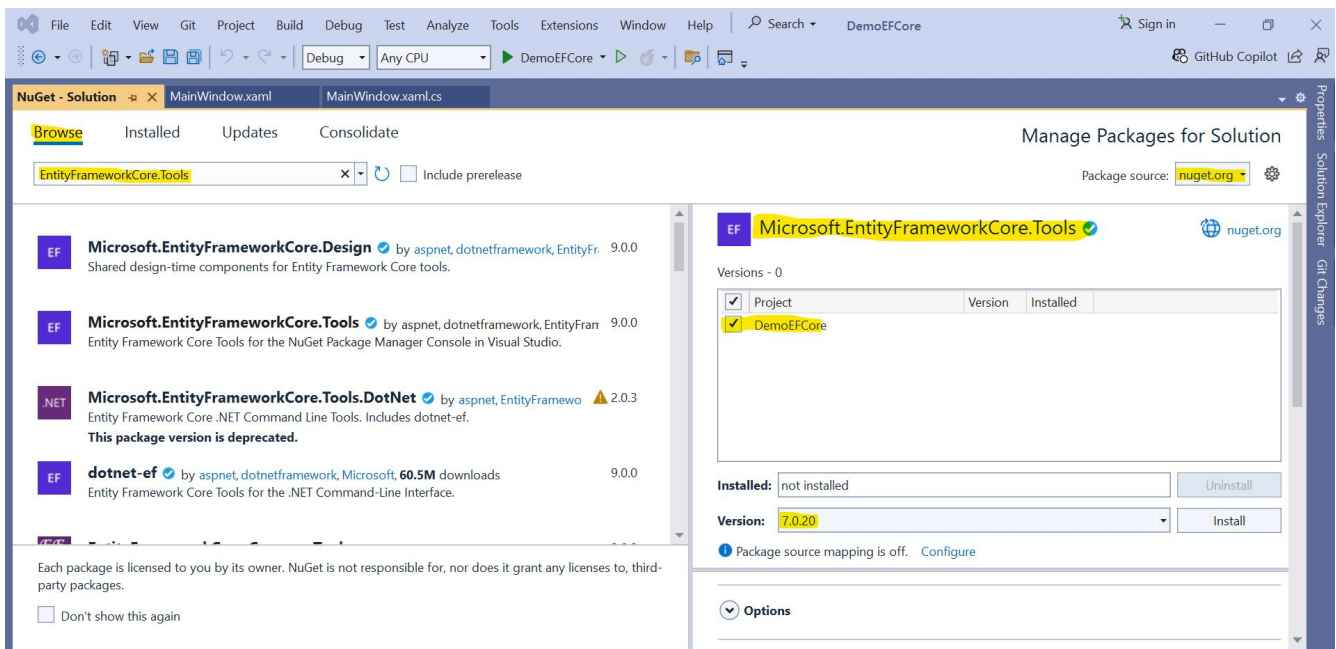 File Edit View Git Project Build Debug Test Analyze Tools Extensions Window Help Search DemoEFCore Sign in
Debug Any CPU DemoEFCore GitHub Copilot
NuGet - Solution MainWindow.xaml MainWindow.xaml.cs
Properties
Solution Explorer
Git Changes
Browse Installed Updates Consolidate Manage Packages for Solution
EntityFrameworkCore.Tools Include prerelease Package source: nuget.org
EF Microsoft.EntityFrameworkCore.Design by aspnet, dotnetframework, EntityFr 9.0.0
Shared design-time components for Entity Framework Core tools.
EF Microsoft.EntityFrameworkCore.Tools by aspnet, dotnetframework, EntityFran 9.0.0
Entity Framework Core Tools for the NuGet Package Manager Console in Visual Studio.
.NET Microsoft.EntityFrameworkCore.Tools.DotNet by aspnet, EntityFramewo 2.0.3
Entity Framework Core .NET Command Line Tools. Includes dotnet-ef.
This package version is deprecated.
EF dotnet-ef by aspnet, dotnetframework, Microsoft, 60.5M downloads 9.0.0
Entity Framework Core Tools for the .NET Command-Line Interface.
Each package is licensed to you by its owner. NuGet is not responsible for, nor does it grant any licenses to, third-
party packages.
Don't show this again
EF Microsoft.EntityFrameworkCore.Tools nuget.org
Versions - 0
Project Version Installed
DemoEFCore
Installed: not installed Uninstall
Version: 7.0.20 Install
Package source mapping is off. Configure
Options